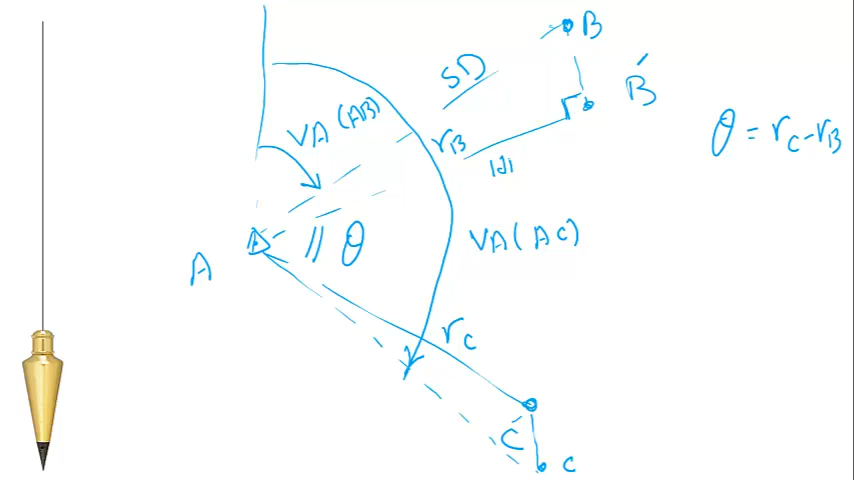 B
SD
B́
VA (AB)
rB
θ = rC - rB
HD
θ
VA (AC)
A
rC
Ć
C